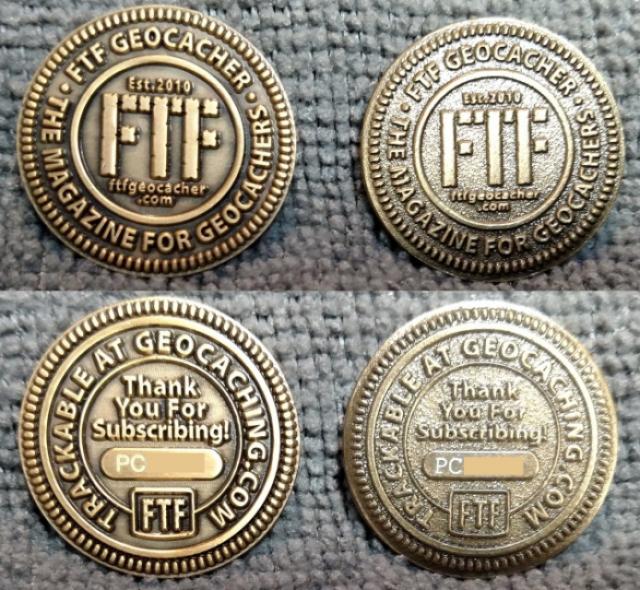 • FTF GEOCACHER •
THE MAGAZINE FOR GEOCACHERS
Est.2010
FTF
ftfgeocacher
.com
• FTF GEOCACHER •
THE MAGAZINE FOR GEOCACHERS
Est.2010
FTF
ftfgeocacher
.com
TRACKABLE AT GEOCACHING.COM
Thank
You For
Subscribing!
PC
FTF
TRACKABLE AT GEOCACHING.COM
Thank
You For
Subscribing!
PC
FTF